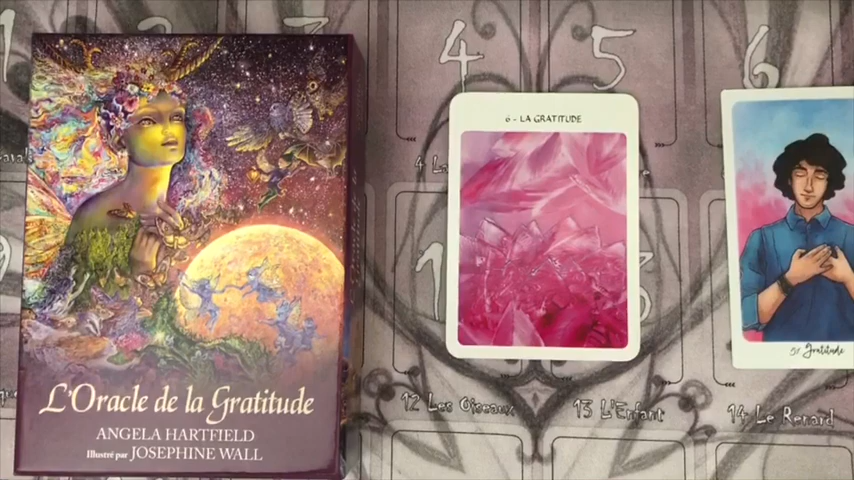 L'Oracle de la Gratitude
ANGELA HARTFIELD
Illustré par JOSEPHINE WALL
6 - LA GRATITUDE
51 Gratitude
4
5
6
12 Les Oiseaux
13 L'Enfant
14 Le Renard